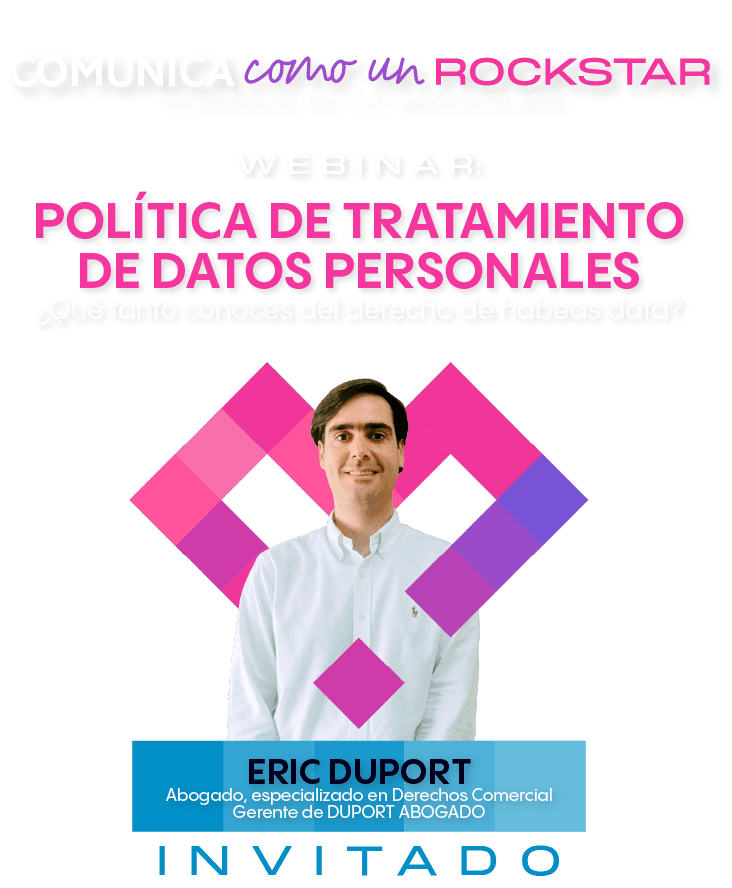 COMUNICA como un ROCKSTAR
WEBINAR:
POLÍTICA DE TRATAMIENTO
DE DATOS PERSONALES
¿Qué tanto conoces del derecho de habeas data?
ERIC DUPORT
Abogado, especializado en Derechos Comercial
Gerente de DUPORT ABOGADO
INVITADO